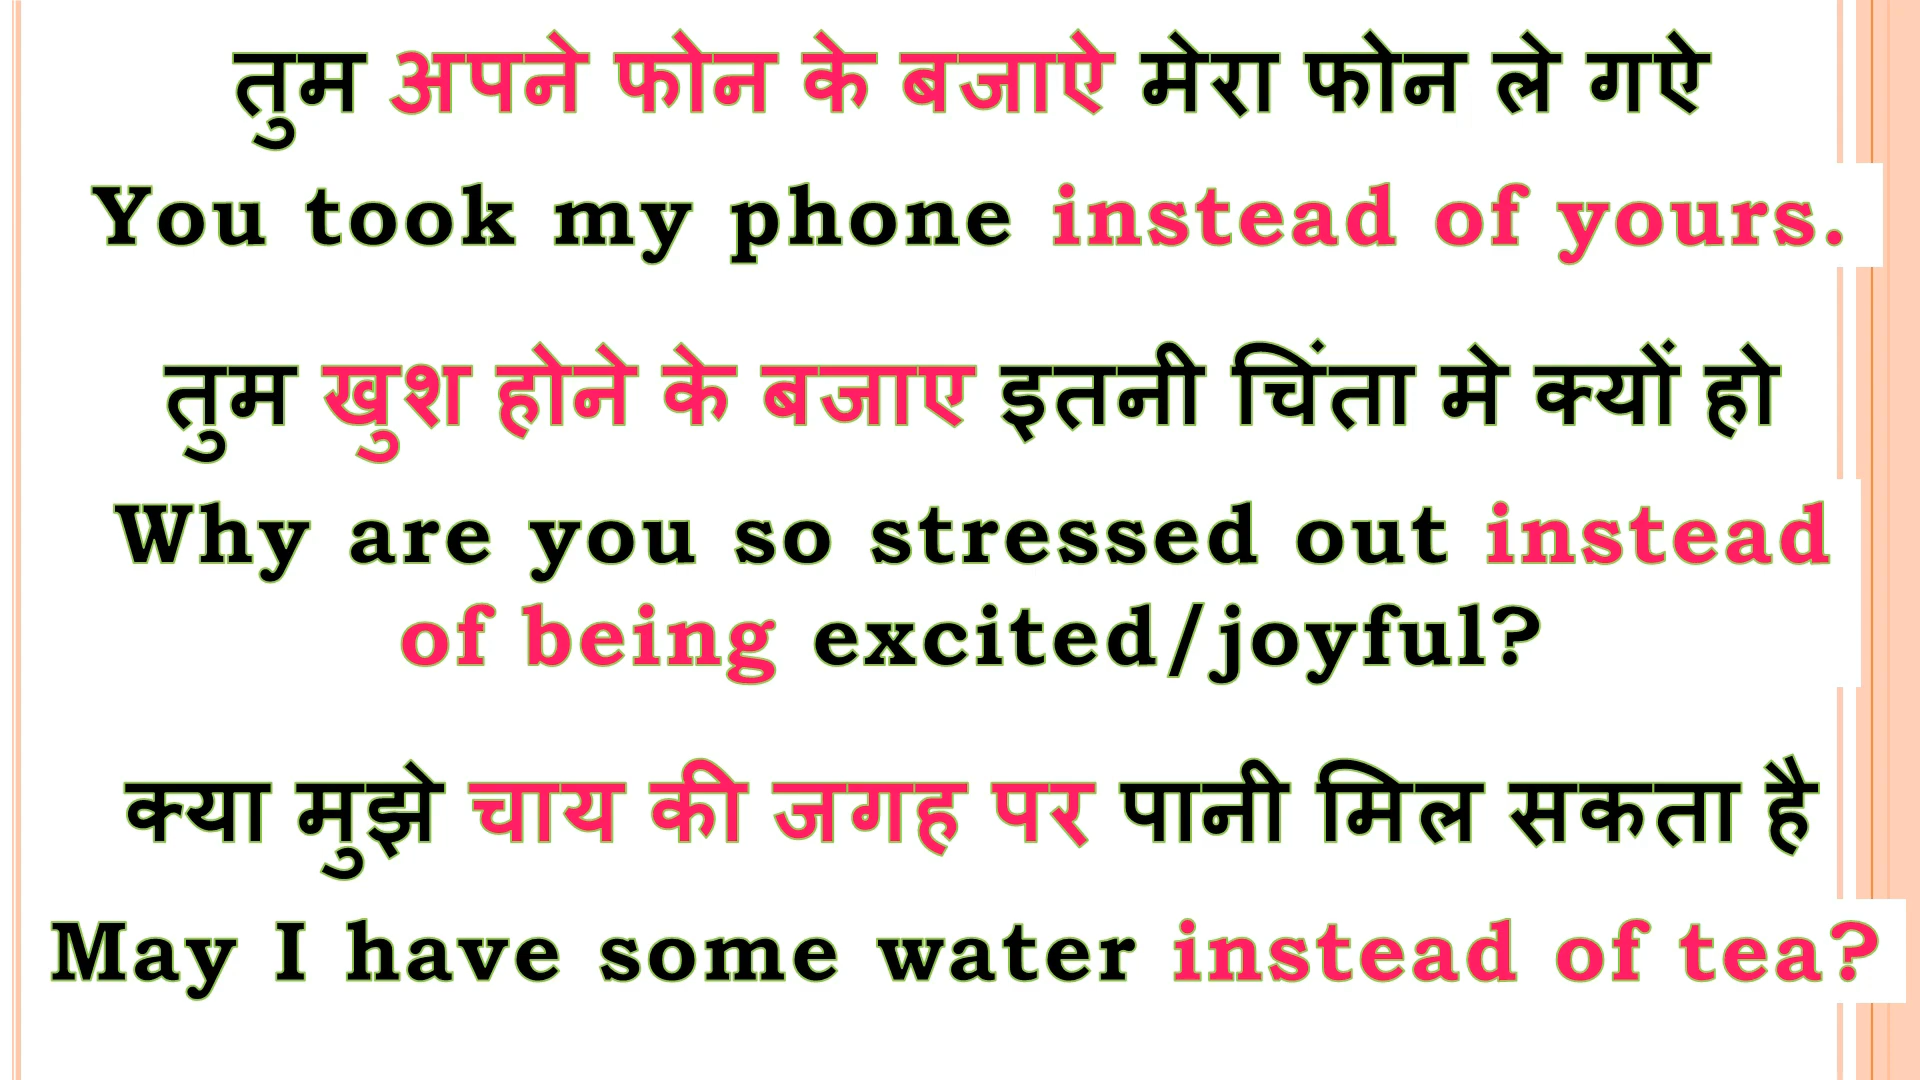 तुम अपने फोन के बजाऐ मेरा फोन ले गऐ
You took my phone instead of yours.
तुम खुश होने के बजाए इतनी चिंता मे क्यों हो
Why are you so stressed out instead
of being excited/joyful?
क्या मुझे चाय की जगह पर पानी मिल सकता है
May I have some water instead of tea?